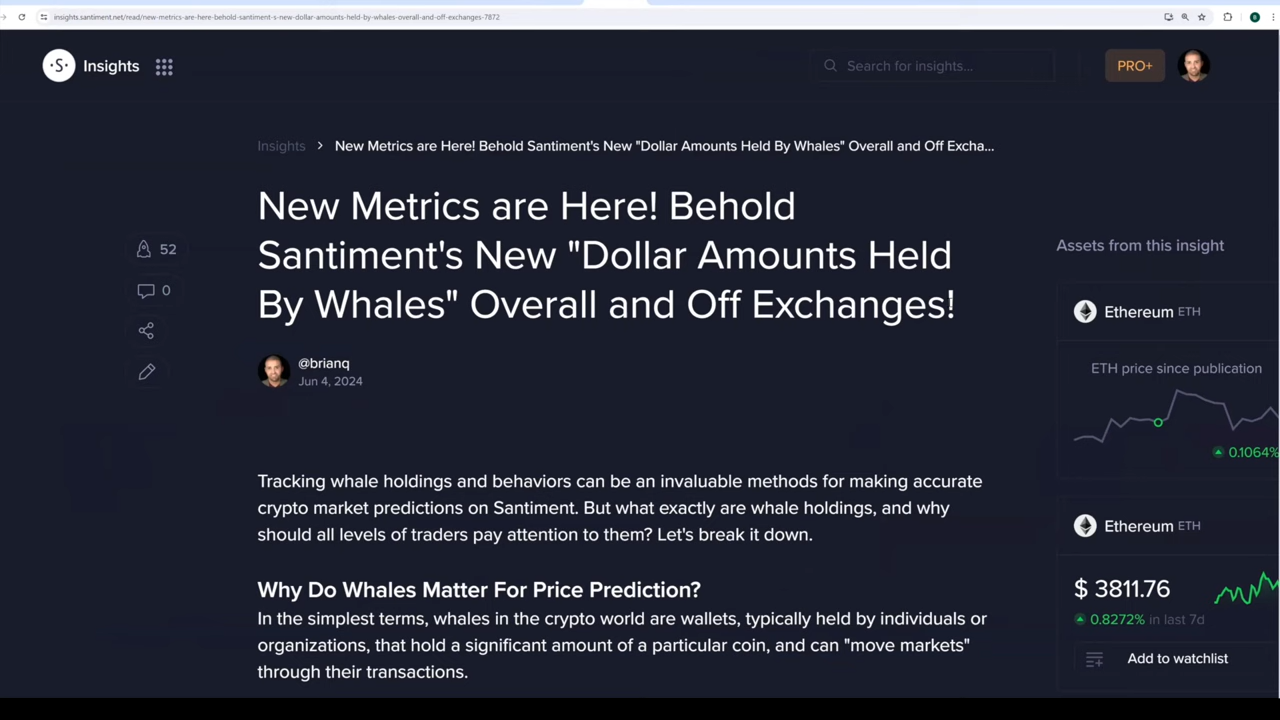 insights.santiment.net/read/new-metrics-are-here-behold-santiment-s-new-dollar-amounts-held-by-whales-overall-and-off-exchanges-7872
·S· Insights
Search for insights...
PRO+
Insights > New Metrics are Here! Behold Santiment's New "Dollar Amounts Held By Whales" Overall and Off Excha...
New Metrics are Here! Behold
Santiment's New "Dollar Amounts Held
By Whales" Overall and Off Exchanges!
52
0
@brianq
Jun 4, 2024
Tracking whale holdings and behaviors can be an invaluable methods for making accurate
crypto market predictions on Santiment. But what exactly are whale holdings, and why
should all levels of traders pay attention to them? Let's break it down.
Why Do Whales Matter For Price Prediction?
In the simplest terms, whales in the crypto world are wallets, typically held by individuals or
organizations, that hold a significant amount of a particular coin, and can "move markets"
through their transactions.
Assets from this insight
Ethereum ETH
ETH price since publication
0.1064%
Ethereum ETH
$ 3811.76
0.8272% in last 7d
Add to watchlist